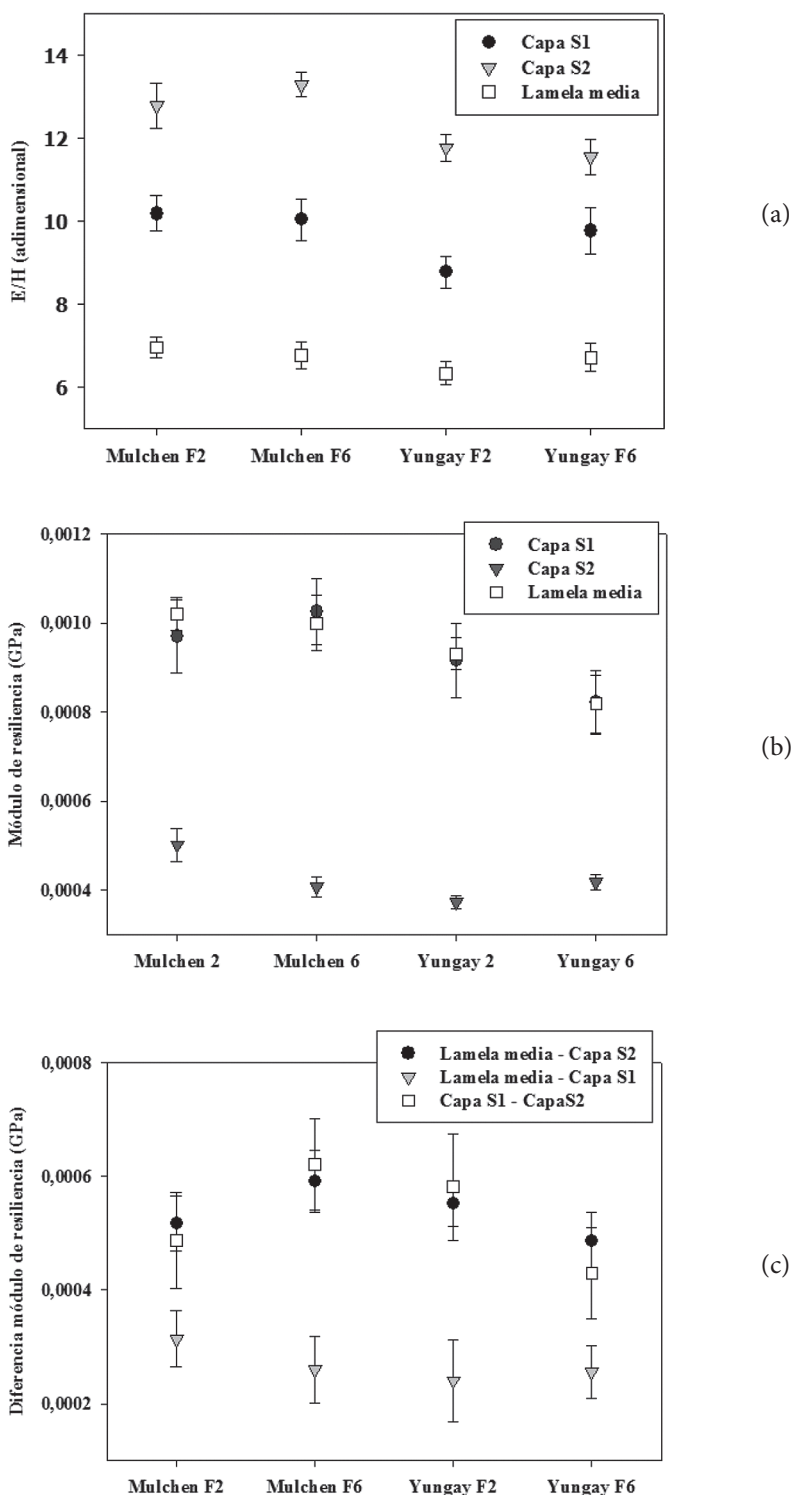 14
12
10
8
6
E/H (adimensional)
Capa S1
Capa S2
Lamela media
Mulchen F2 Mulchen F6 Yungay F2 Yungay F6
(a)
0,0012
0,0010
0,0008
0,0006
0,0004
Módulo de resiliencia (GPa)
Capa S1
Capa S2
Lamela media
Mulchen 2 Mulchen 6 Yungay 2 Yungay 6
(b)
0,0008
0,0006
0,0004
0,0002
Diferencia módulo de resiliencia (GPa)
Lamela media - Capa S2
Lamela media - Capa S1
Capa S1 - CapaS2
Mulchen F2 Mulchen F6 Yungay F2 Yungay F6
(c)